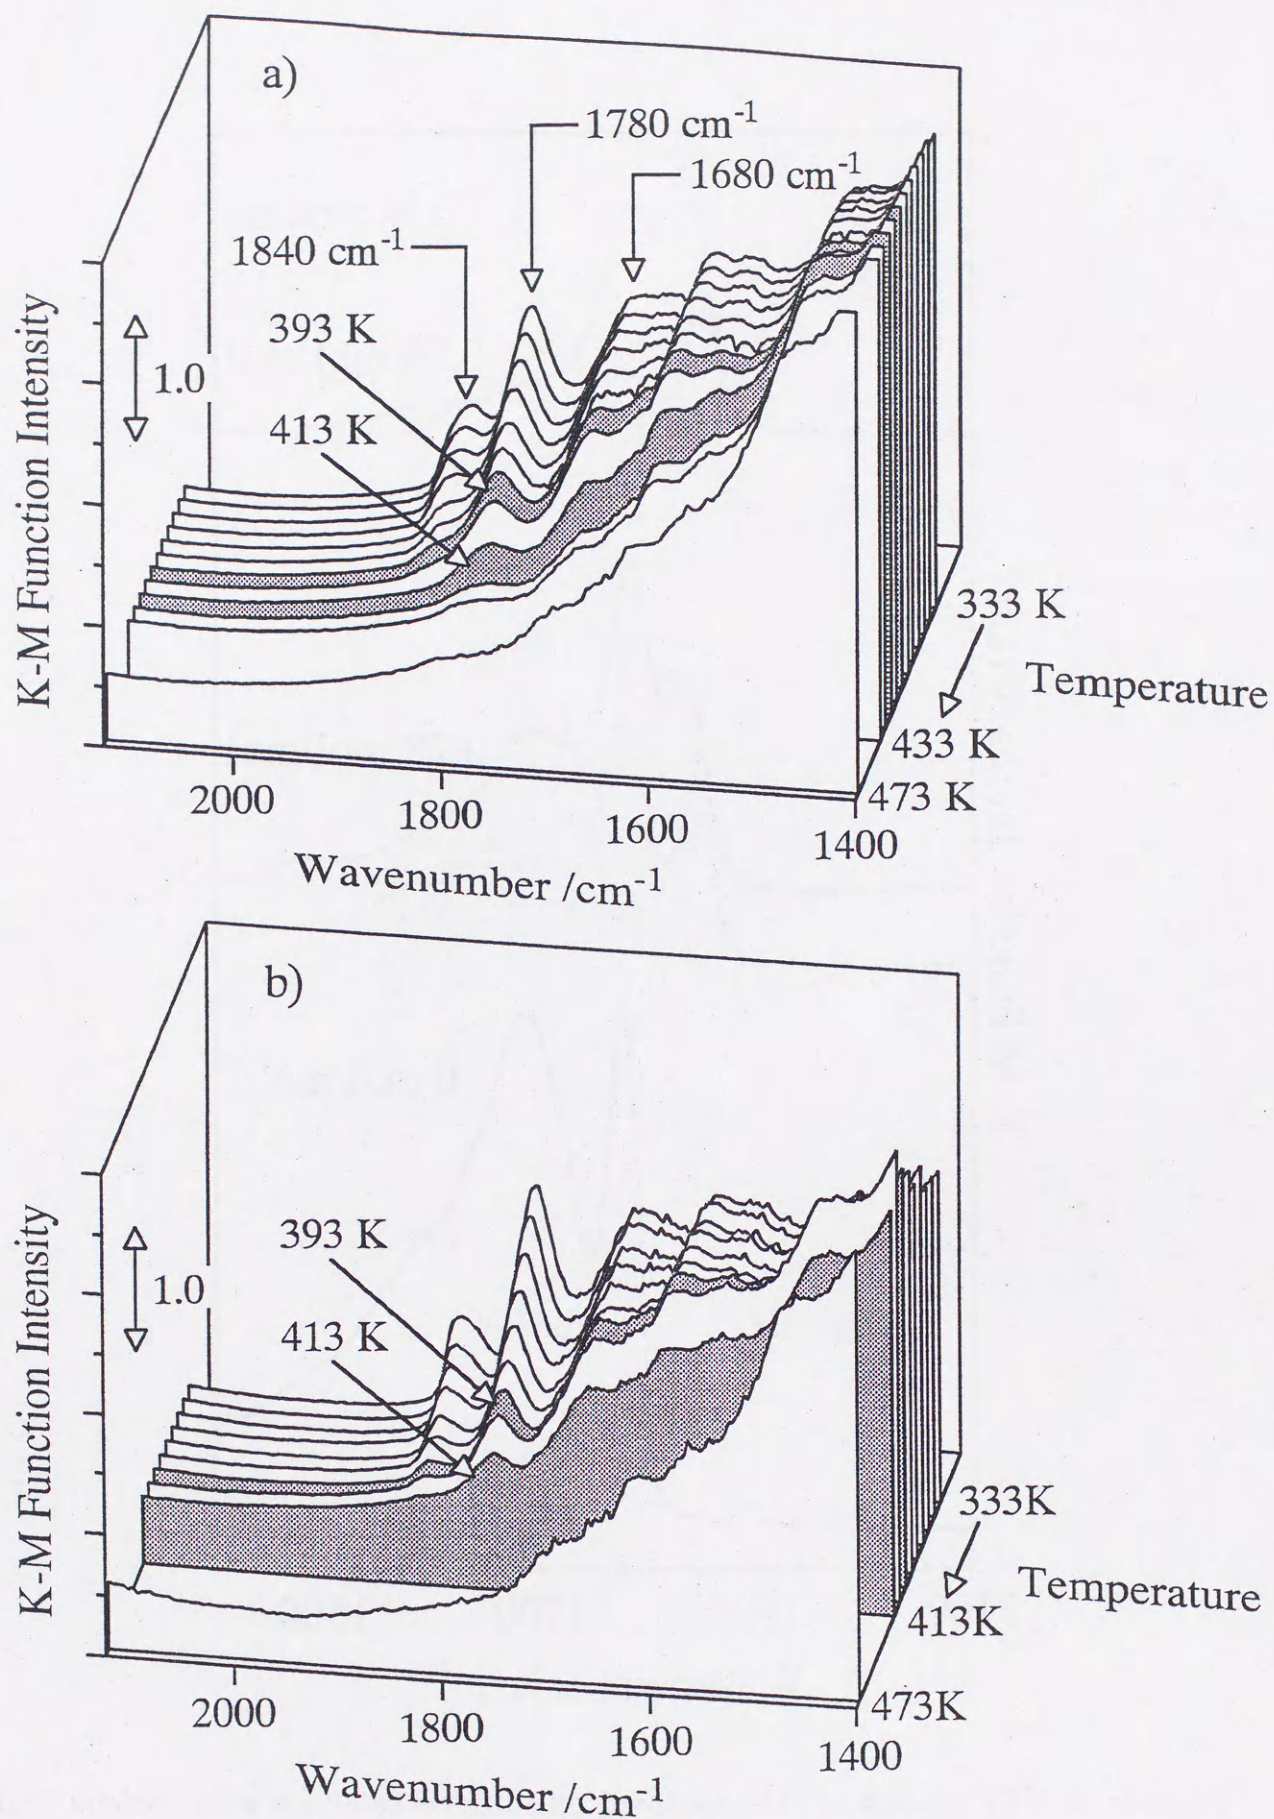 a)
1780 cm-1
1680 cm-1
1840 cm-1
393 K
1.0
413 K
K-M Function Intensity
333 K
Temperature
433 K
473 K
2000
1800
1600
1400
Wavenumber /cm-1
b)
393 K
1.0
413 K
K-M Function Intensity
333K
Temperature
413K
473K
2000
1800
1600
1400
Wavenumber /cm-1